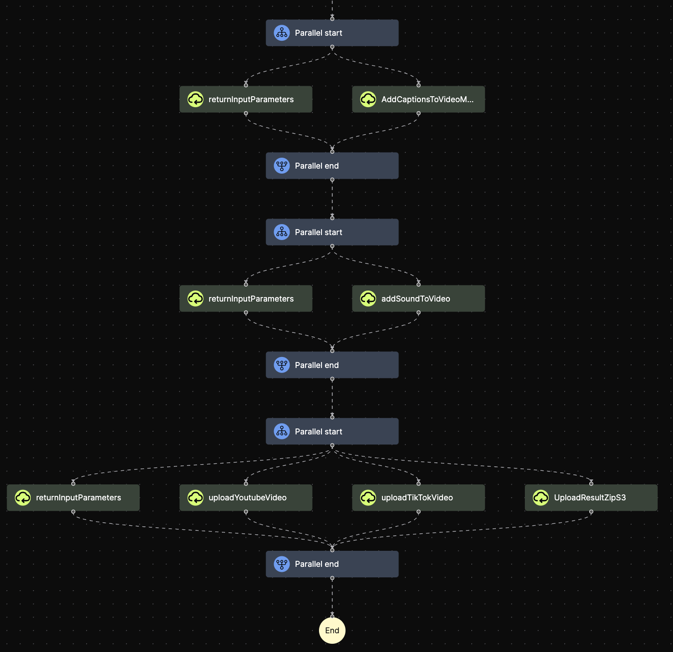 Parallel start
returnInputParameters
AddCaptionsToVideoM...
Parallel end
Parallel start
returnInputParameters
addSoundToVideo
Parallel end
Parallel start
returnInputParameters
uploadYoutubeVideo
uploadTikTokVideo
UploadResultZipS3
Parallel end
End